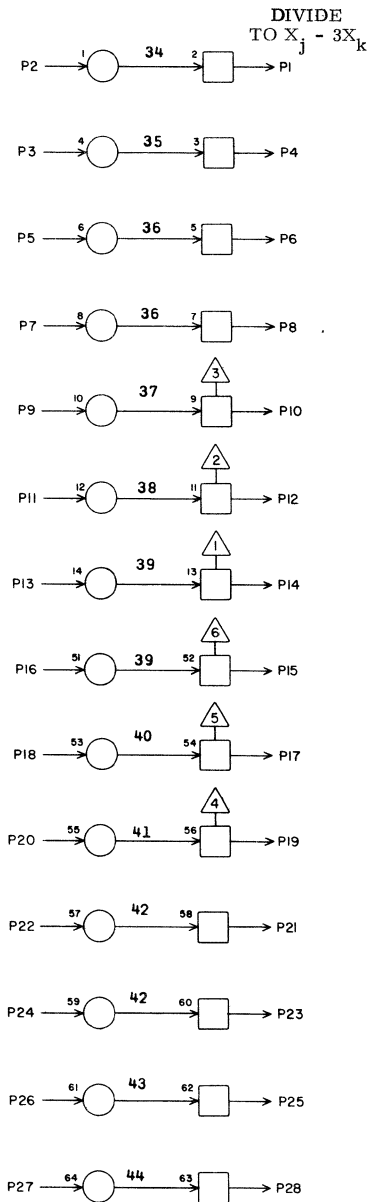 DIVIDE
TO Xj - 3Xk
P2 1 34 2 P1
P3 4 35 3 P4
P5 6 36 5 P6
P7 8 36 7 P8
3
P9 10 37 9 P10
2
P11 12 38 11 P12
1
P13 14 39 13 P14
6
P16 51 39 52 P15
5
P18 53 40 54 P17
4
P20 55 41 56 P19
P22 57 42 58 P21
P24 59 42 60 P23
P26 61 43 62 P25
P27 64 44 63 P28